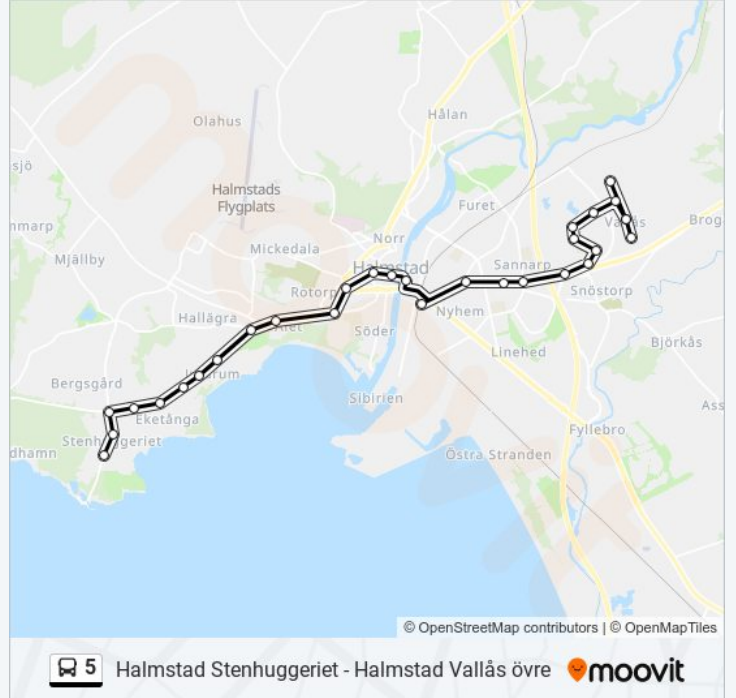 Olahus
Hålan
sjö
Halmstads
Flygplats
Furet
nmarp
Vallås
Brog
Norr
Mickedala
Mjällby
Halmstad
Sannarp
Rotorp
Snöstorp
Hallägra
Nyhem
Söder
Björkås
Linehed
Bergsgård
Sibirien
Ass
Eketånga
Fyllebro
Stenhuggeriet
dhamn
Östra Stranden
© OpenStreetMap contributors | © OpenMapTiles
5 Halmstad Stenhuggeriet - Halmstad Vallås övre moovit